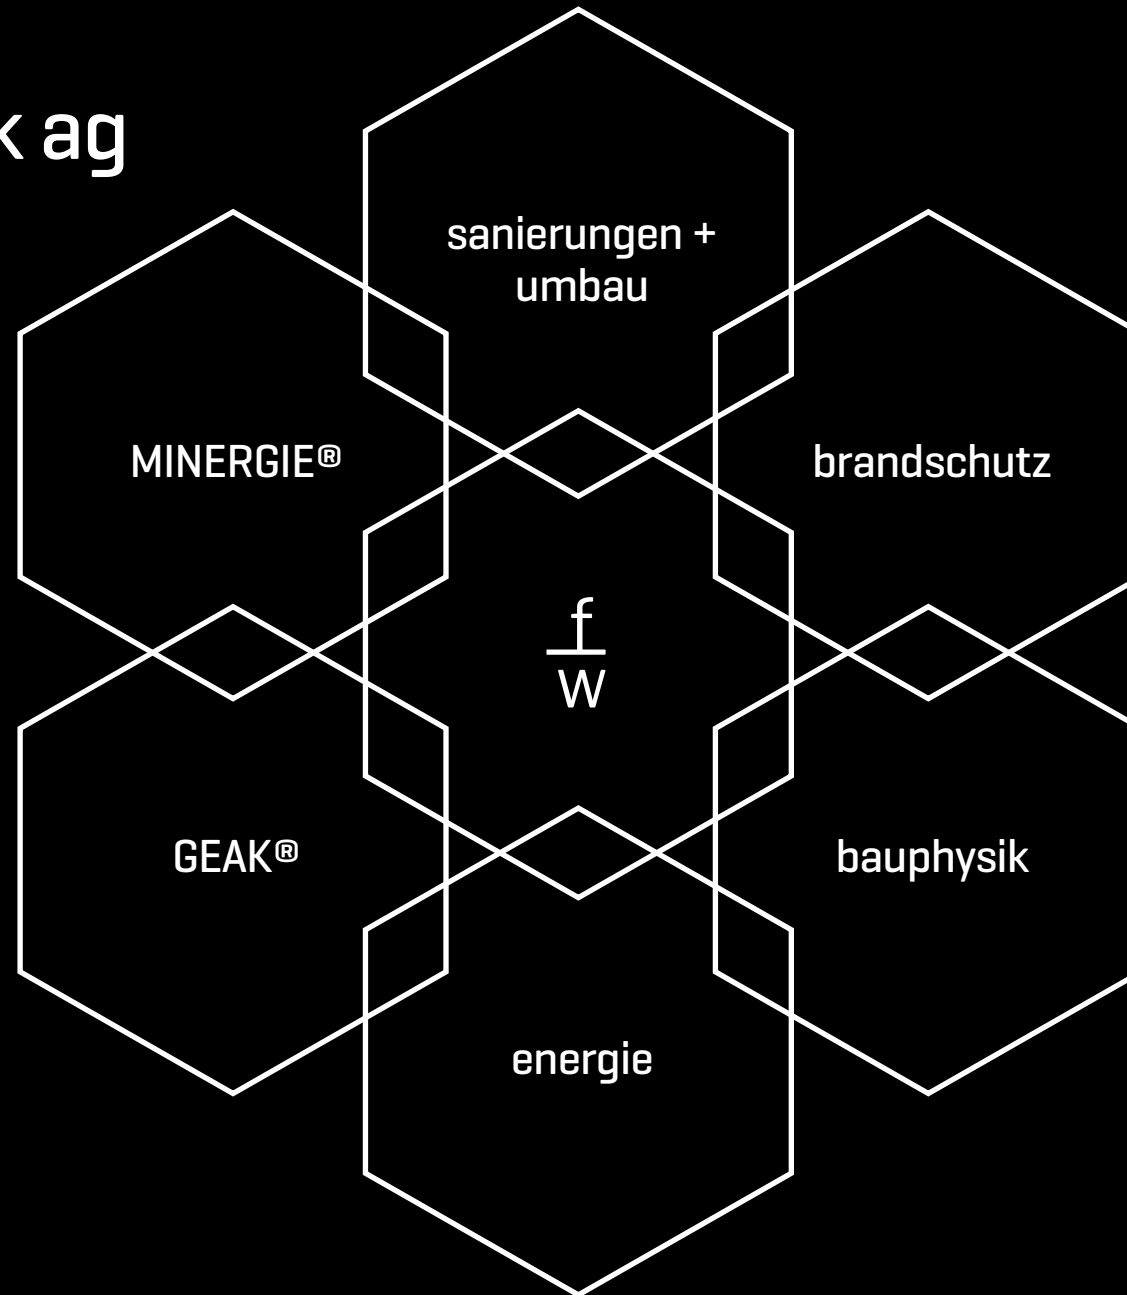 k ag
sanierungen +
umbau
MINERGIE®
brandschutz
f
w
GEAK®
bauphysik
energie